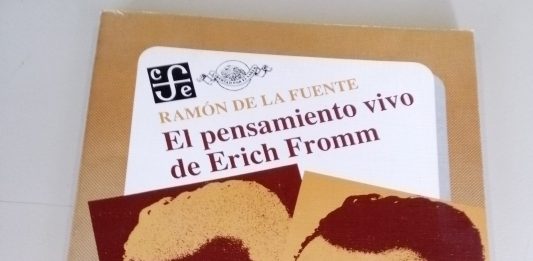 c f e
RAMÓN DE LA FUENTE
El pensamiento vivo
de Erich Fromm